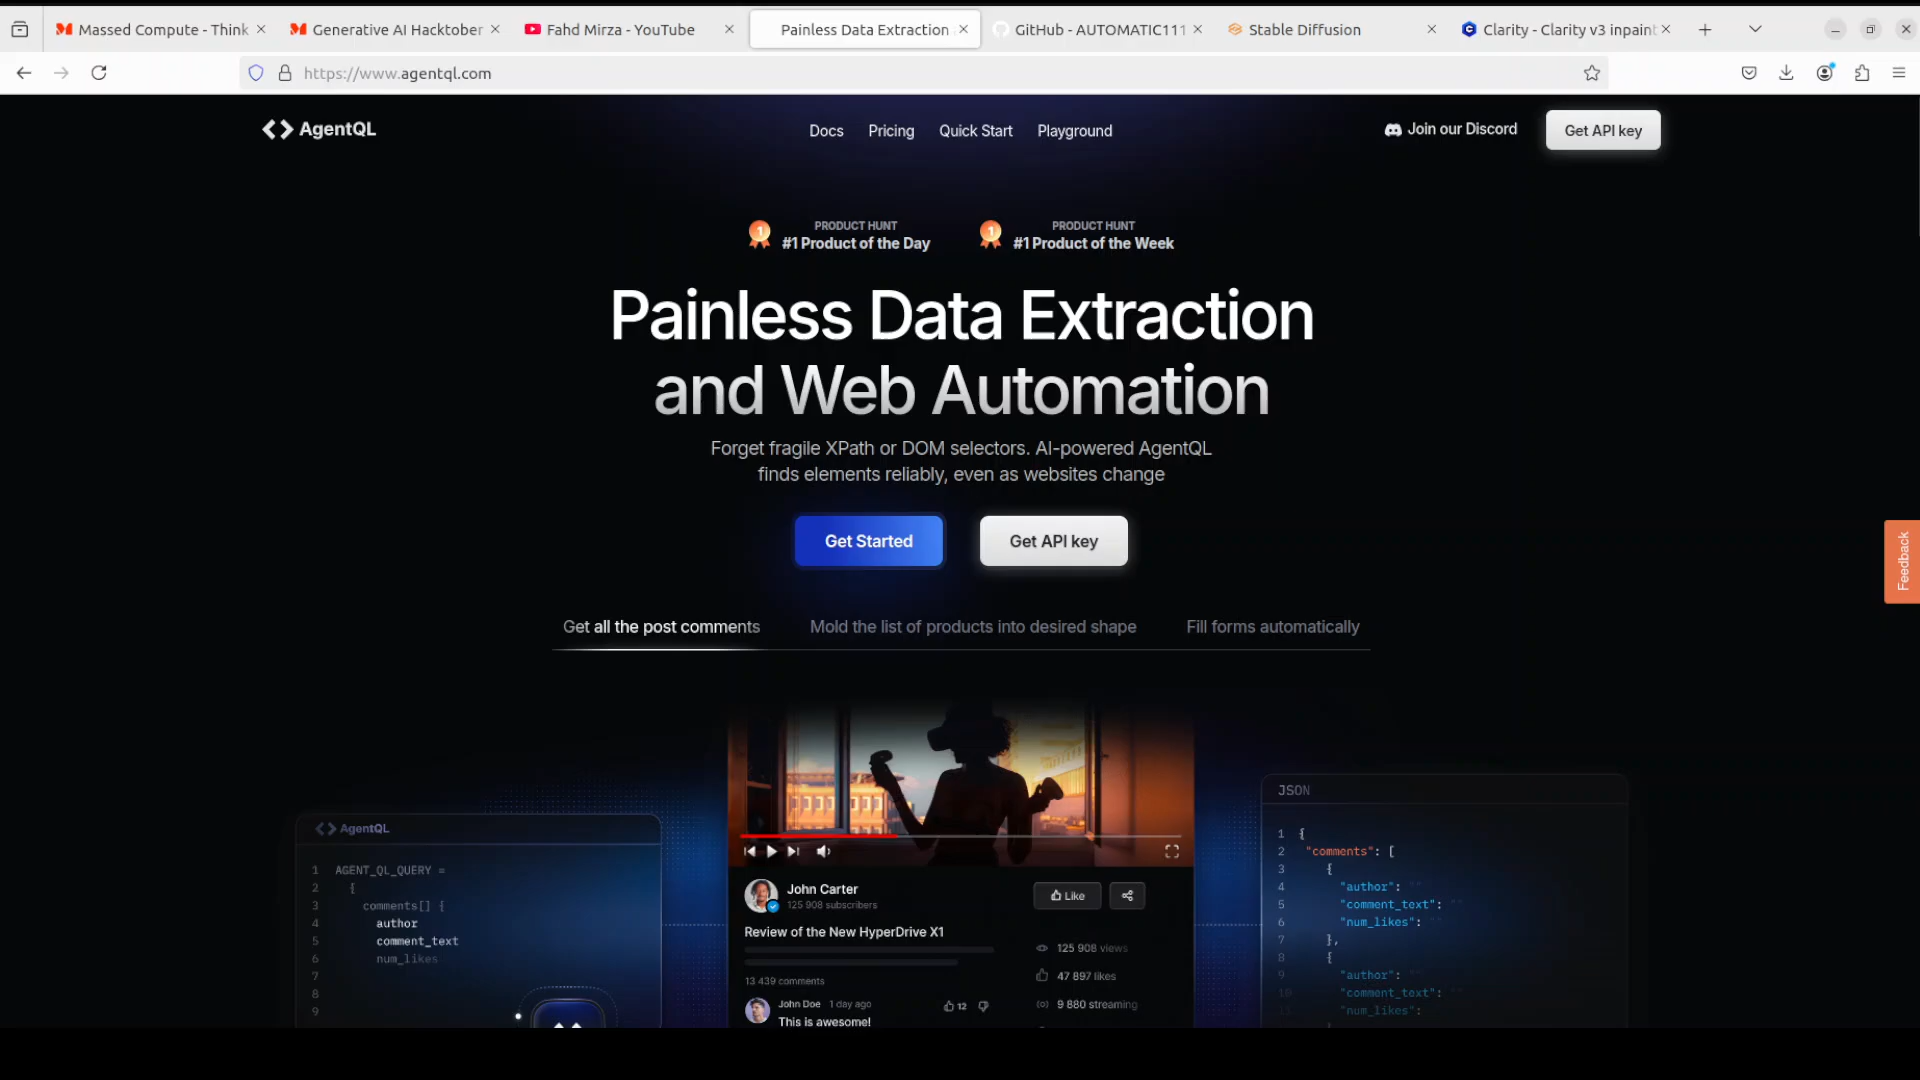 Massed Compute - Think
Generative AI Hacktober
Fahd Mirza - YouTube
Painless Data Extraction
GitHub - AUTOMATIC111
Stable Diffusion
Clarity - Clarity v3 inpaint
https://www.agentql.com
AgentQL
Docs
Pricing
Quick Start
Playground
Join our Discord
Get API key
PRODUCT HUNT
#1 Product of the Day
PRODUCT HUNT
#1 Product of the Week
Painless Data Extraction
and Web Automation
Forget fragile XPath or DOM selectors. AI-powered AgentQL
finds elements reliably, even as websites change
Get Started
Get API key
Feedback
Get all the post comments
Mold the list of products into desired shape
Fill forms automatically
AgentQL
1 AGENT_QL_QUERY =
2 {
3 comments[] {
4 author
5 comment_text
6 num_likes
7
8
9
John Carter
125 908 subscribers
Like
Review of the New HyperDrive X1
125 908 views
47 897 likes
9 880 streaming
13 439 comments
John Doe 1 day ago
12
This is awesome!
JSON
1 {
2 "comments": [
3 {
4 "author": ""
5 "comment_text": ""
6 "num_likes": ""
7 },
8 {
9 "author": ""
10 "comment_text": ""
11 "num_likes":